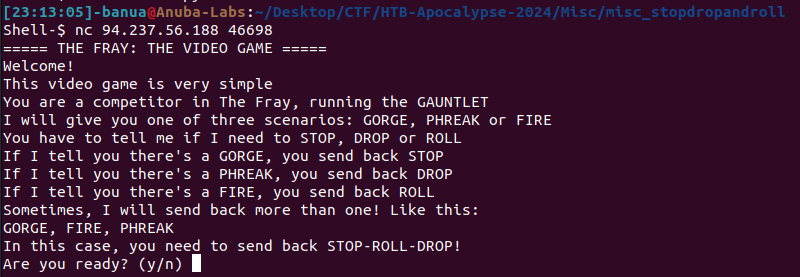 [23:13:05]-banua@Anuba-Labs:~/Desktop/CTF/HTB-Apocalypse-2024/Misc/misc_stopdropandroll
Shell-$ nc 94.237.56.188 46698
===== THE FRAY: THE VIDEO GAME =====
Welcome!
This video game is very simple
You are a competitor in The Fray, running the GAUNTLET
I will give you one of three scenarios: GORGE, PHREAK or FIRE
You have to tell me if I need to STOP, DROP or ROLL
If I tell you there's a GORGE, you send back STOP
If I tell you there's a PHREAK, you send back DROP
If I tell you there's a FIRE, you send back ROLL
Sometimes, I will send back more than one! Like this:
GORGE, FIRE, PHREAK
In this case, you need to send back STOP-ROLL-DROP!
Are you ready? (y/n)